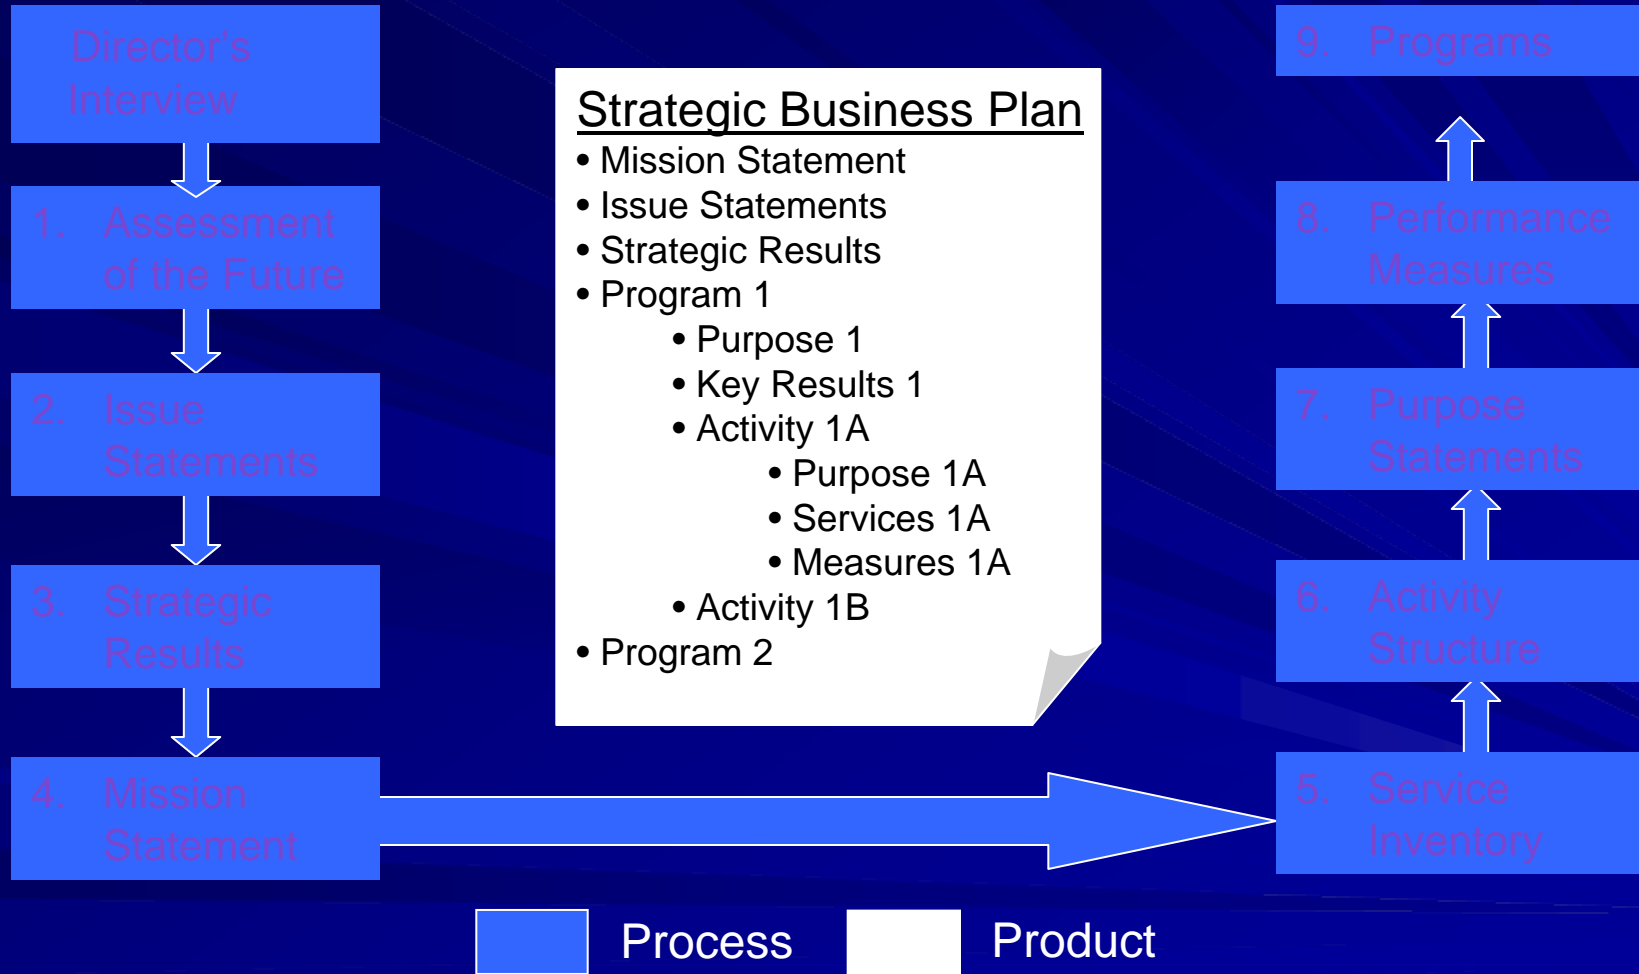 Director's
Interview
1. Assessment
of the Future
2. Issue
Statements
3. Strategic
Results
4. Mission
Statement
Strategic Business Plan
• Mission Statement
• Issue Statements
• Strategic Results
• Program 1
• Purpose 1
• Key Results 1
• Activity 1A
• Purpose 1A
• Services 1A
• Measures 1A
• Activity 1B
• Program 2
9. Programs
8. Performance
Measures
7. Purpose
Statements
6. Activity
Structure
5. Service
Inventory
Process
Product